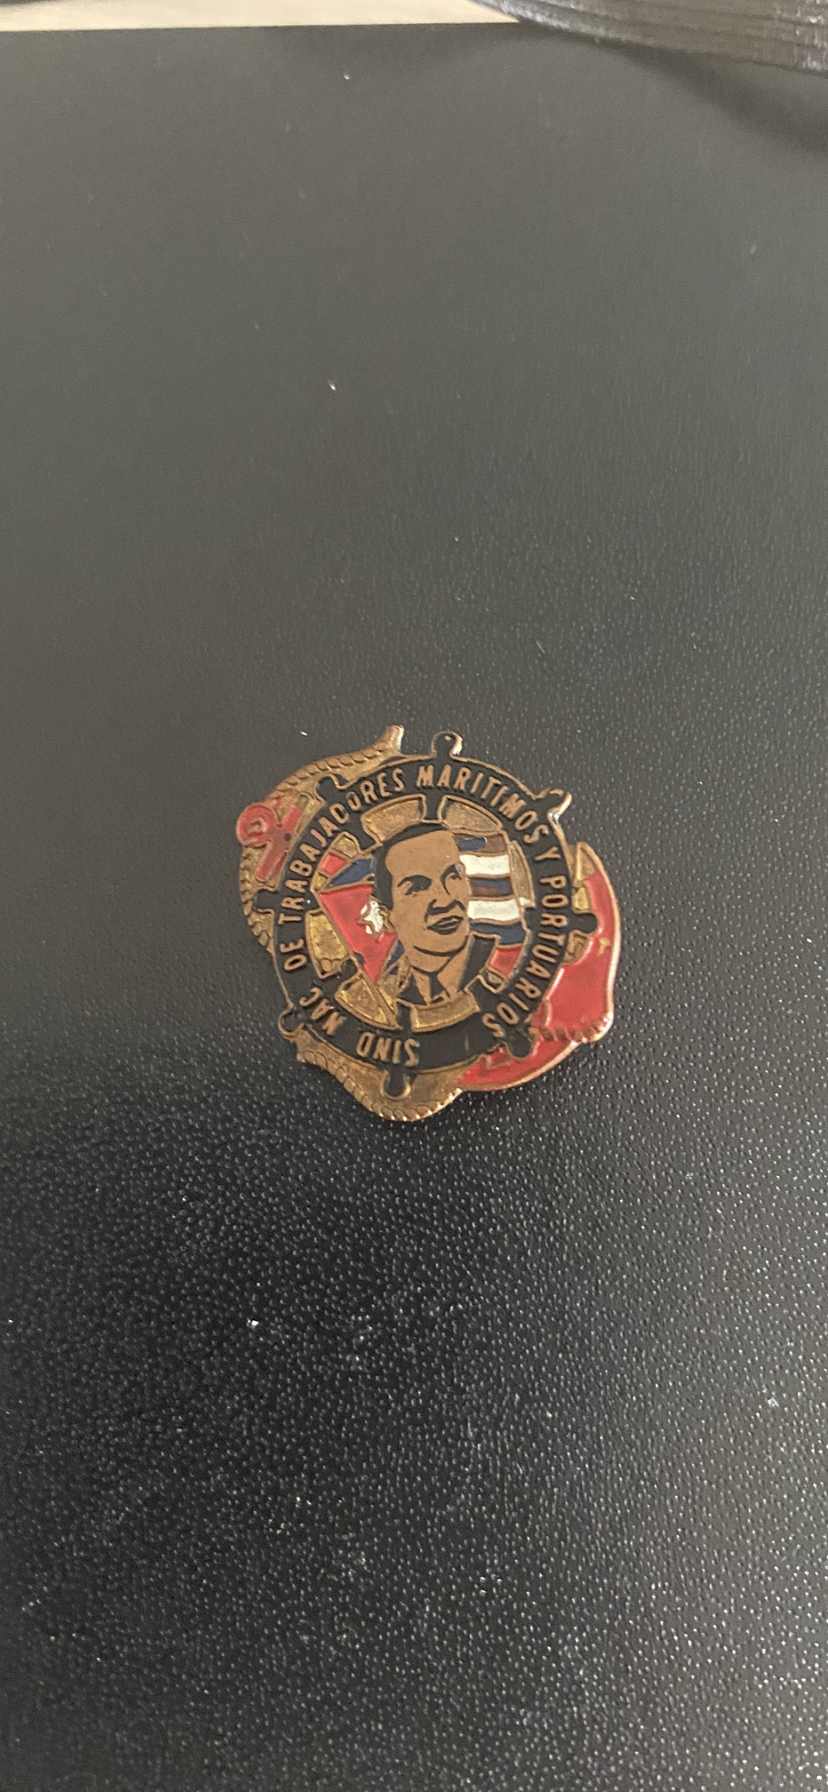 SIND NAC DE TRABAJADORES MARITIMOS Y PORTUARIOS